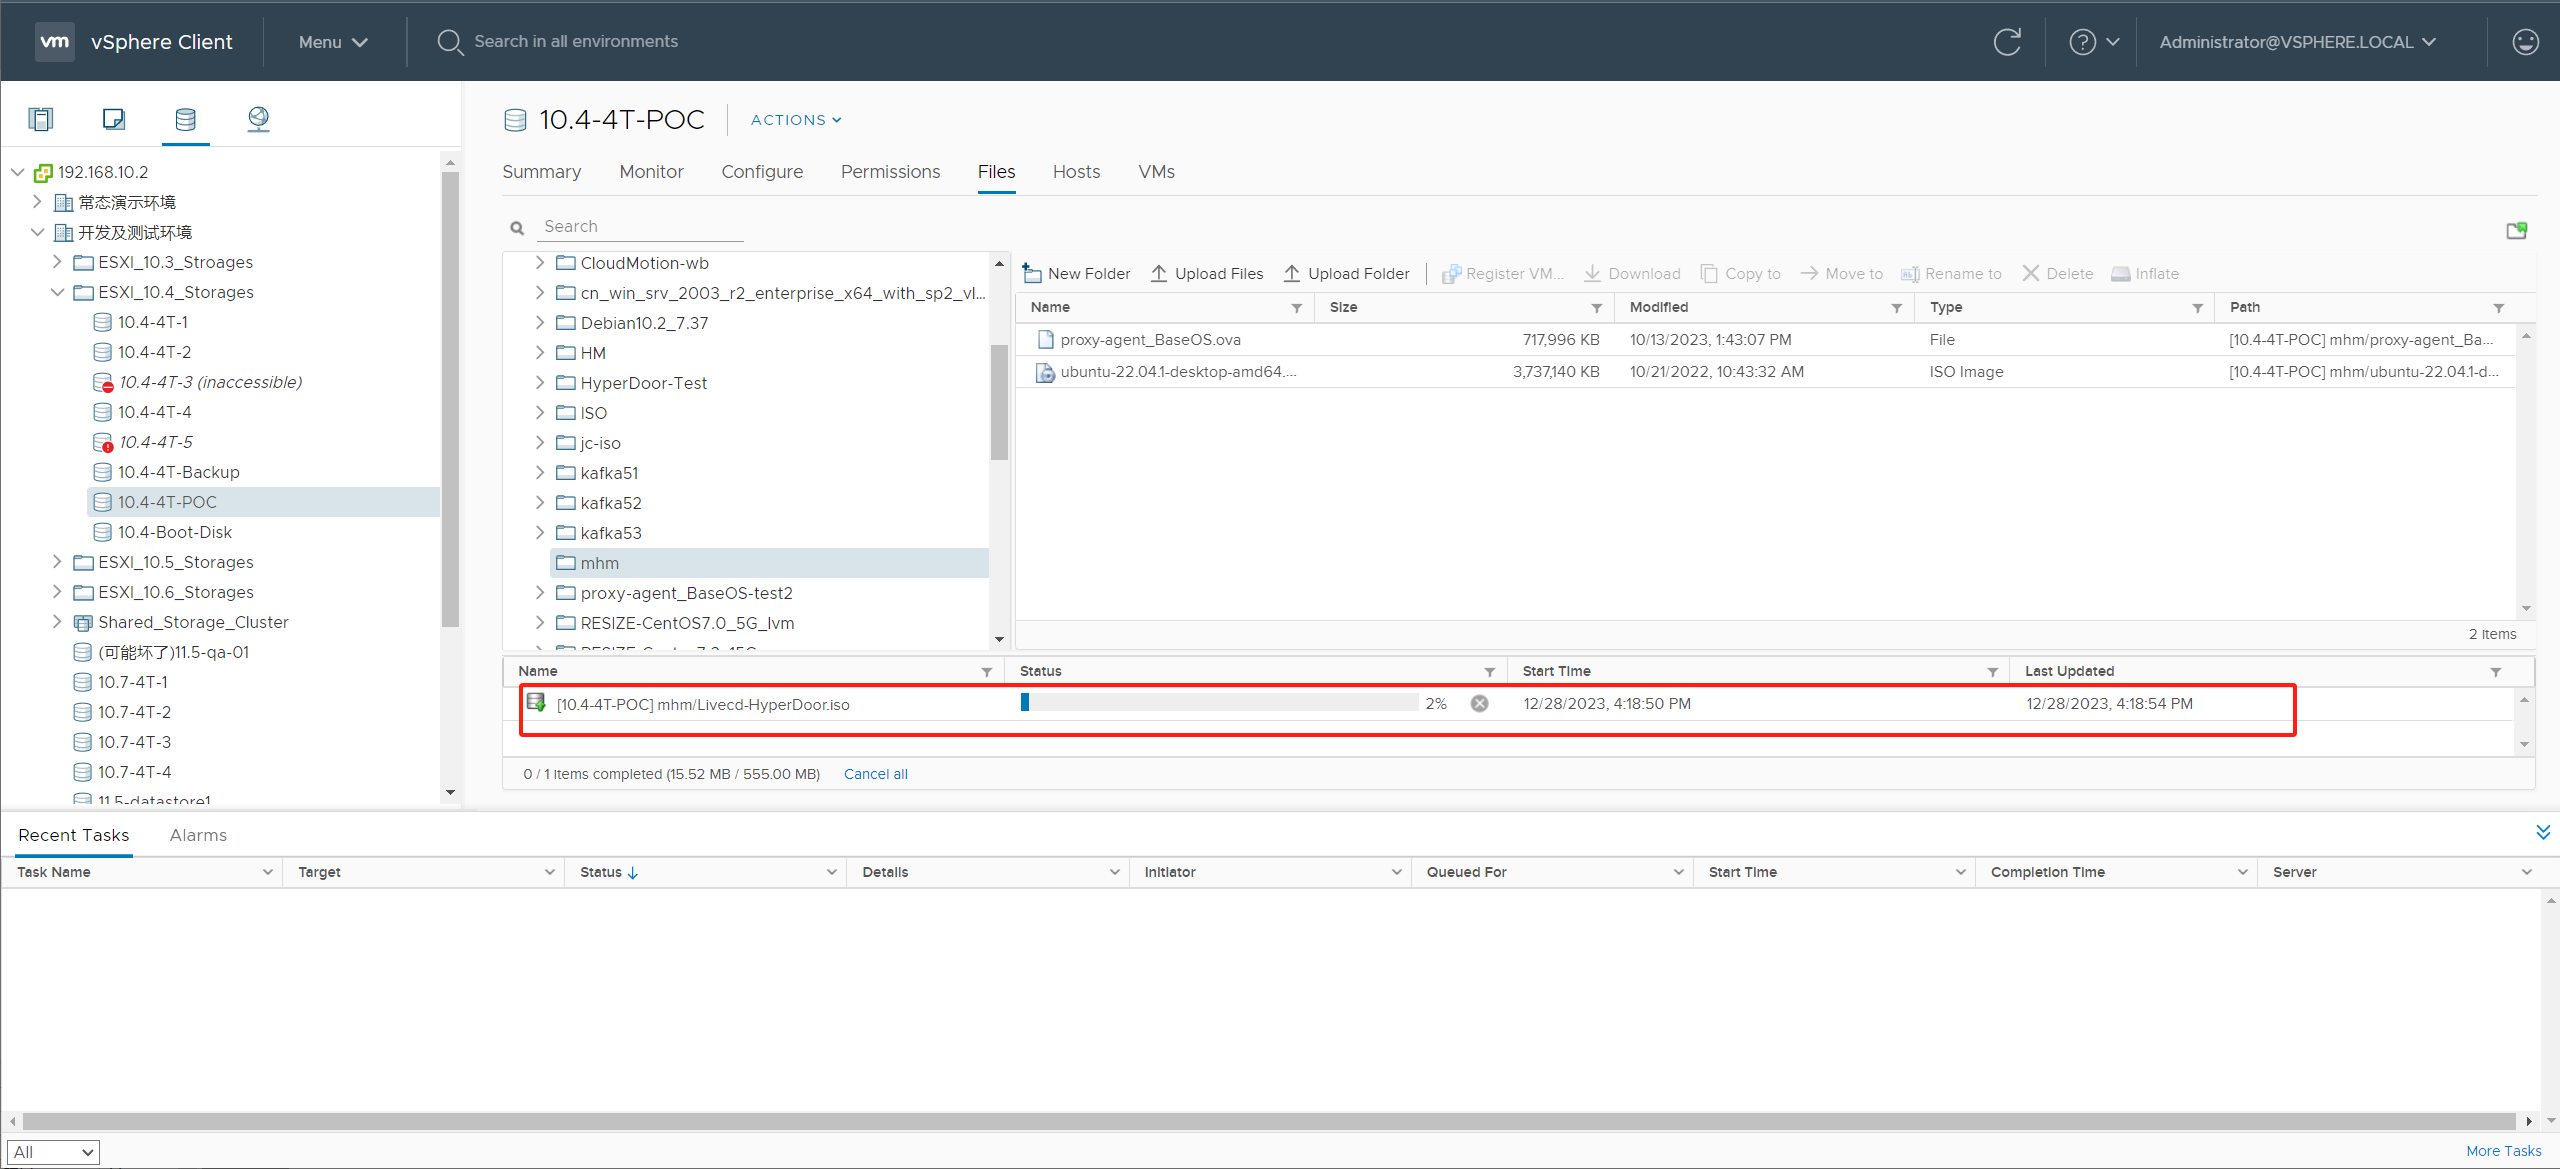 vm vSphere Client Menu Search in all environments Administrator@VSPHERE.LOCAL
192.168.10.2
常态演示环境
开发及测试环境
ESXI_10.3_Stroages
ESXI_10.4_Storages
10.4-4T-1
10.4-4T-2
10.4-4T-3 (inaccessible)
10.4-4T-4
10.4-4T-5
10.4-4T-Backup
10.4-4T-POC
10.4-Boot-Disk
ESXI_10.5_Storages
ESXI_10.6_Storages
Shared_Storage_Cluster
(可能坏了)11.5-qa-01
10.7-4T-1
10.7-4T-2
10.7-4T-3
10.7-4T-4
11.5-datastore1
10.4-4T-POC ACTIONS
Summary Monitor Configure Permissions Files Hosts VMs
Search
CloudMotion-wb
cn_win_srv_2003_r2_enterprise_x64_with_sp2_vl...
Debian10.2_7.37
HM
HyperDoor-Test
ISO
jc-iso
kafka51
kafka52
kafka53
mhm
proxy-agent_BaseOS-test2
RESIZE-CentOS7.0_5G_lvm
New Folder Upload Files Upload Folder Register VM... Download Copy to Move to Rename to Delete Inflate
Name Size Modified Type Path
proxy-agent_BaseOS.ova 717,996 KB 10/13/2023, 1:43:07 PM File [10.4-4T-POC] mhm/proxy-agent_Ba...
ubuntu-22.04.1-desktop-amd64.... 3,737,140 KB 10/21/2022, 10:43:32 AM ISO Image [10.4-4T-POC] mhm/ubuntu-22.04.1-d...
2 items
Name Status Start Time Last Updated
[10.4-4T-POC] mhm/Livecd-HyperDoor.iso 2% 12/28/2023, 4:18:50 PM 12/28/2023, 4:18:54 PM
0 / 1 items completed (15.52 MB / 555.00 MB) Cancel all
Recent Tasks Alarms
Task Name Target Status Details Initiator Queued For Start Time Completion Time Server
All More Tasks